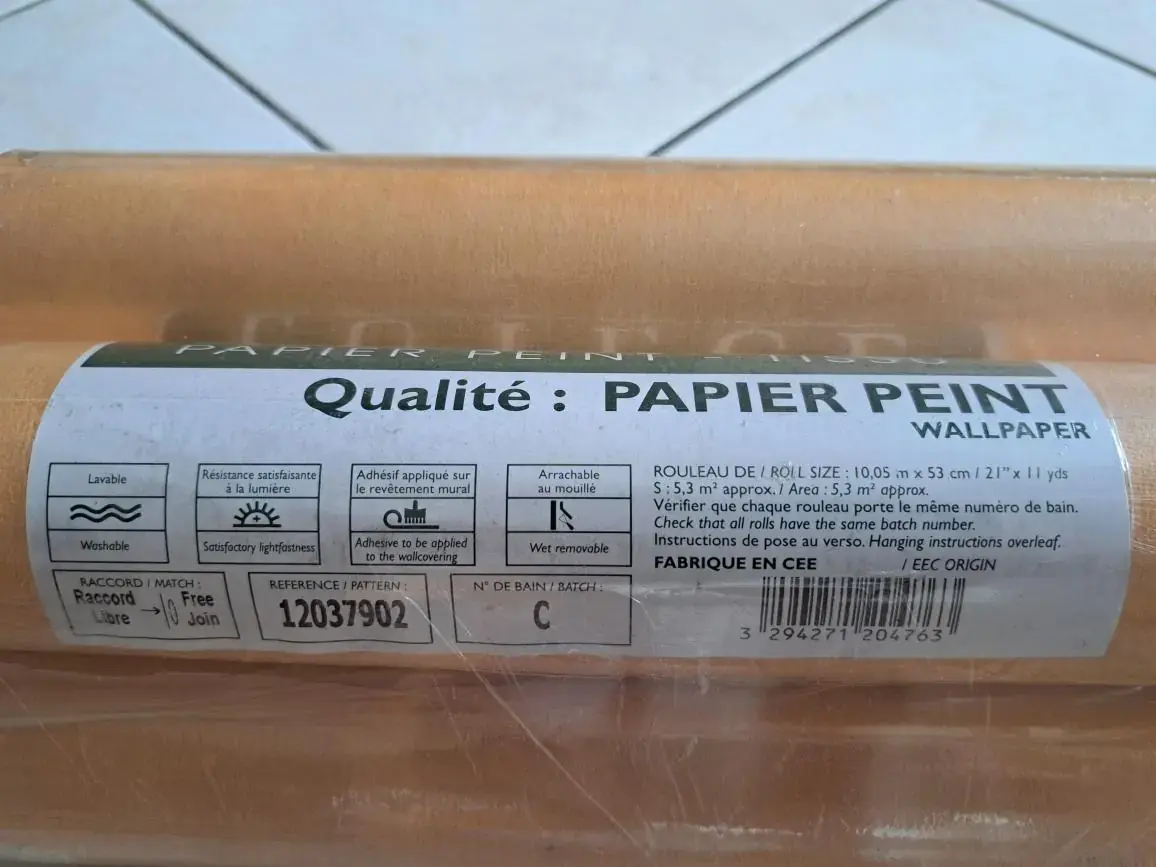 PAPIER PEINT - TISSU
Qualité : PAPIER PEINT
WALLPAPER
Lavable
Washable
Résistance satisfaisante
à la lumière
Satisfactory lightfastness
Adhésif appliqué sur
le revêtement mural
Adhesive to be applied
to the wallcovering
Arrachable
au mouillé
Wet removable
ROULEAU DE / ROLL SIZE : 10,05 m x 53 cm / 21" x 11 yds
S : 5,3 m² approx. / Area : 5,3 m² approx.
Vérifier que chaque rouleau porte le même numéro de bain.
Check that all rolls have the same batch number.
Instructions de pose au verso. Hanging instructions overleaf.
FABRIQUE EN CEE / EEC ORIGIN
RACCORD / MATCH :
Raccord Libre → |0 Free Join
REFERENCE / PATTERN :
12037902
N° DE BAIN / BATCH :
C
3 294271 204763